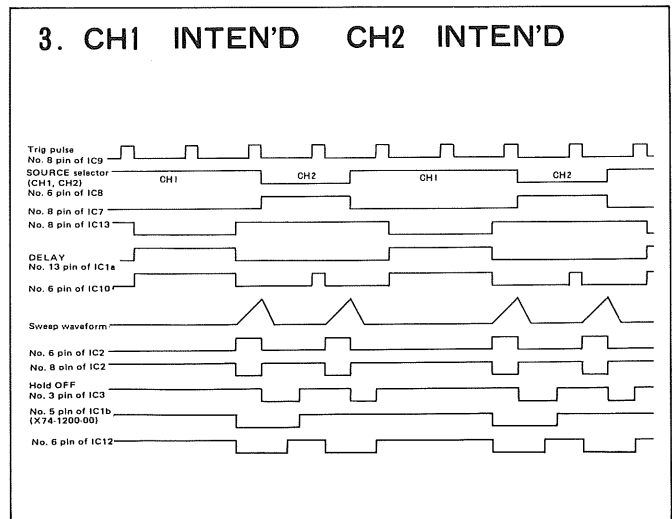 3. CH1 INTEN'D CH2 INTEN'D
Trig pulse
No. 8 pin of IC9
SOURCE selector
(CH1, CH2)
No. 6 pin of IC8
CH1 CH2 CH1 CH2
No. 8 pin of IC7
No. 8 pin of IC13
DELAY
No. 13 pin of IC1a
No. 6 pin of IC10
Sweep waveform
No. 6 pin of IC2
No. 8 pin of IC2
Hold OFF
No. 3 pin of IC3
No. 5 pin of IC1b
(X74-1200-00)
No. 6 pin of IC12